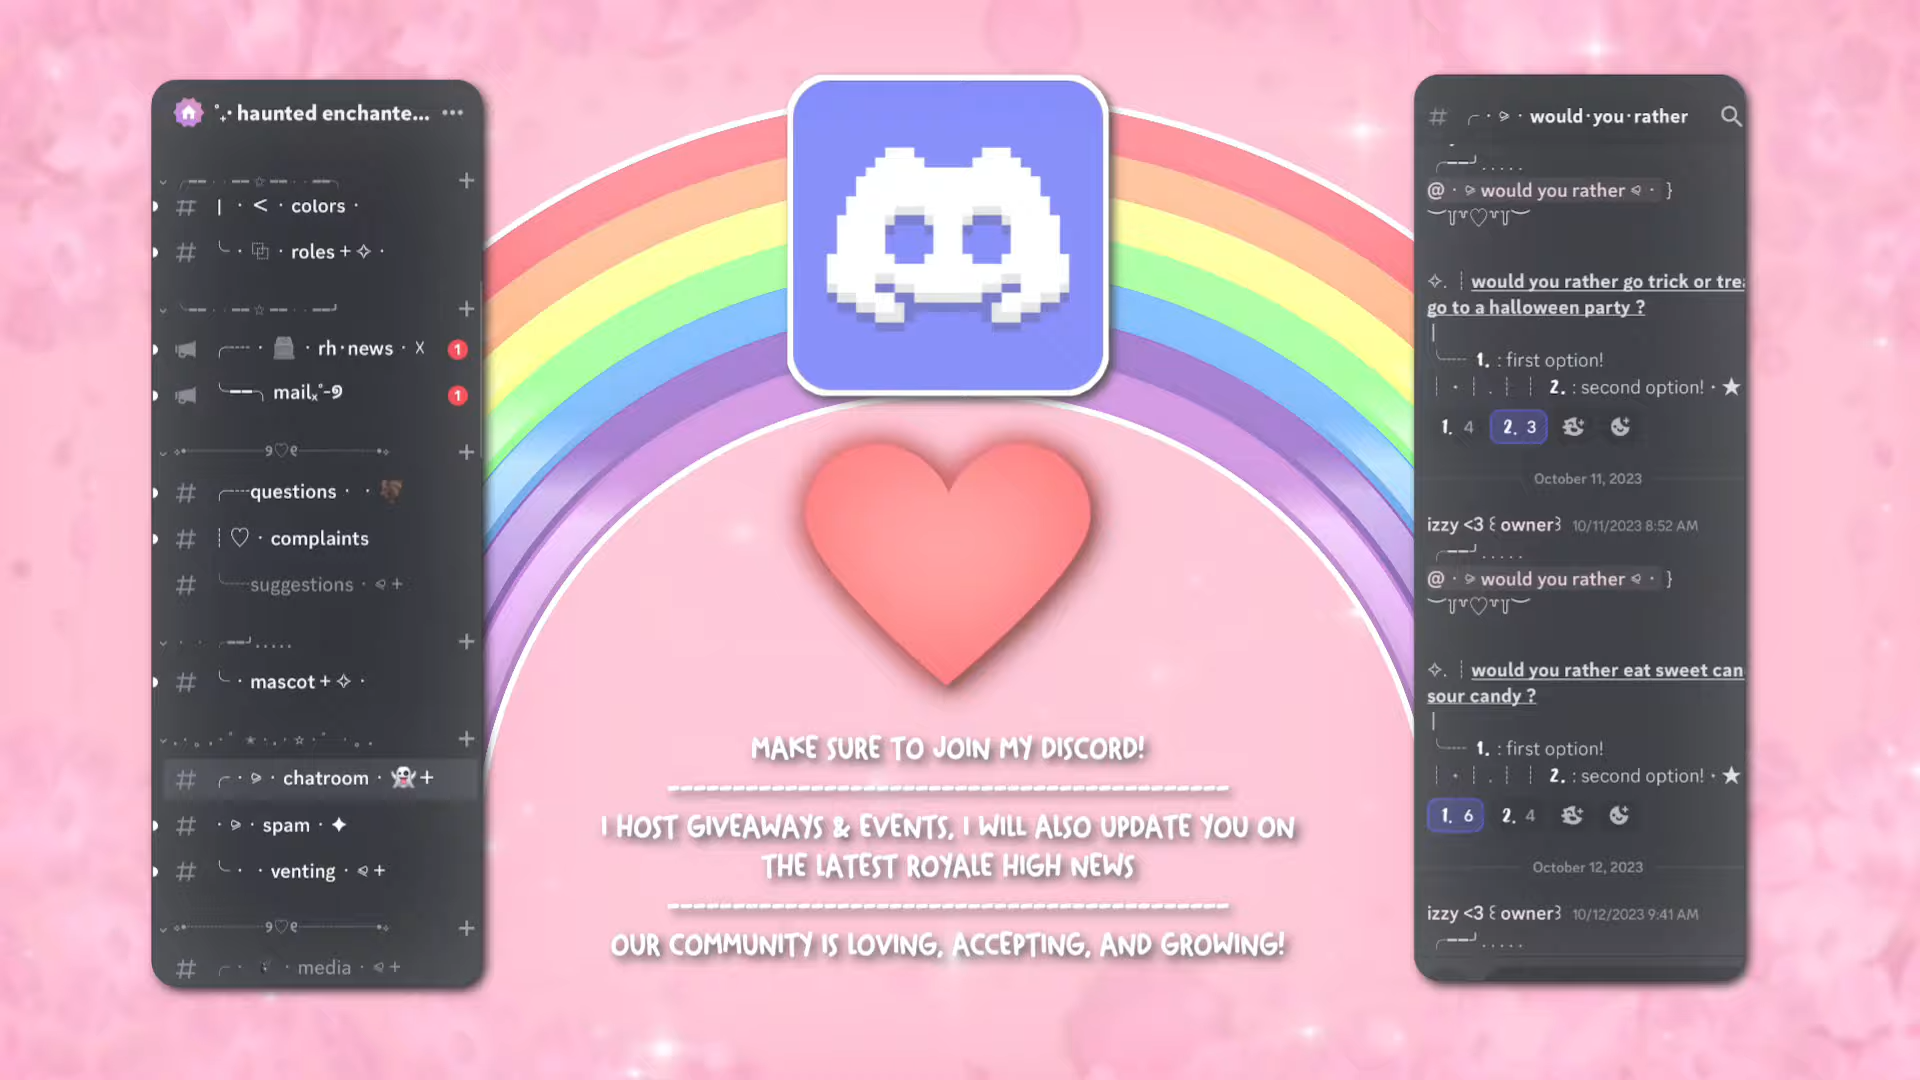 haunted enchante...
colors
roles
rh·news
1
mail
1
questions
complaints
suggestions
mascot
chatroom
spam
venting
media
MAKE SURE TO JOIN MY DISCORD!
I HOST GIVEAWAYS & EVENTS, I WILL ALSO UPDATE YOU ON
THE LATEST ROYALE HIGH NEWS
OUR COMMUNITY IS LOVING, ACCEPTING, AND GROWING!
would·you·rather
@ · would you rather · }
would you rather go trick or trea
go to a halloween party ?
1. : first option!
2. : second option! · ★
1. 4 2. 3
October 11, 2023
izzy <3 { owner} 10/11/2023 8:52 AM
@ · would you rather · }
would you rather eat sweet can
sour candy ?
1. : first option!
2. : second option! · ★
1. 6 2. 4
October 12, 2023
izzy <3 { owner} 10/12/2023 9:41 AM